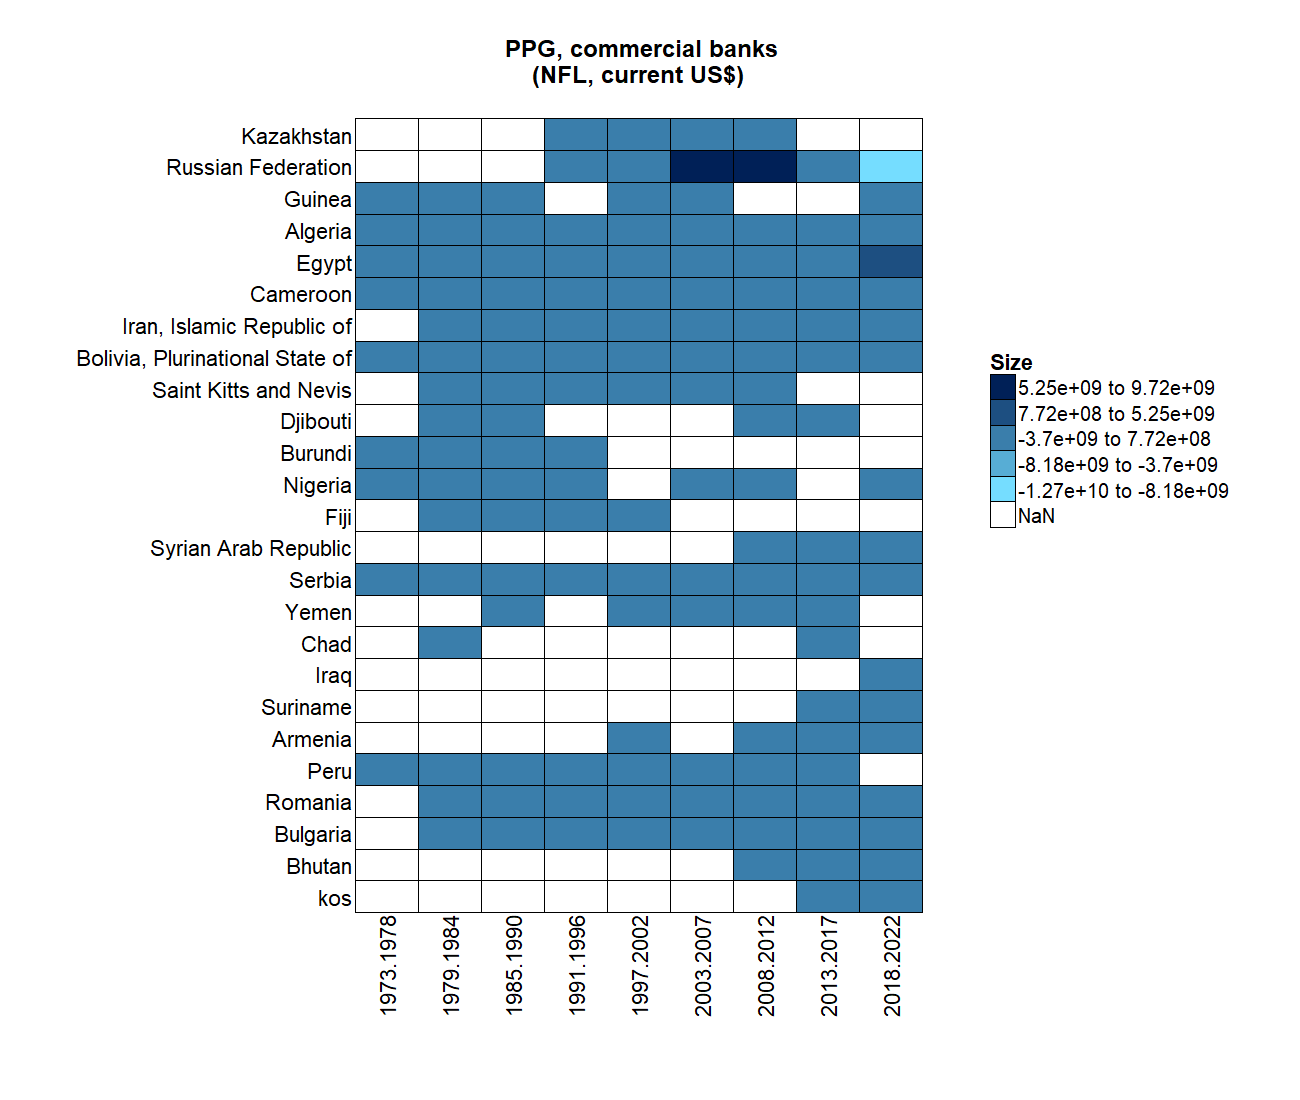 PPG, commercial banks
(NFL, current US$)
Kazakhstan
Russian Federation
Guinea
Algeria
Egypt
Cameroon
Iran, Islamic Republic of
Bolivia, Plurinational State of
Saint Kitts and Nevis
Djibouti
Burundi
Nigeria
Fiji
Syrian Arab Republic
Serbia
Yemen
Chad
Iraq
Suriname
Armenia
Peru
Romania
Bulgaria
Bhutan
kos
1973.1978
1979.1984
1985.1990
1991.1996
1997.2002
2003.2007
2008.2012
2013.2017
2018.2022
Size
5.25e+09 to 9.72e+09
7.72e+08 to 5.25e+09
-3.7e+09 to 7.72e+08
-8.18e+09 to -3.7e+09
-1.27e+10 to -8.18e+09
NaN